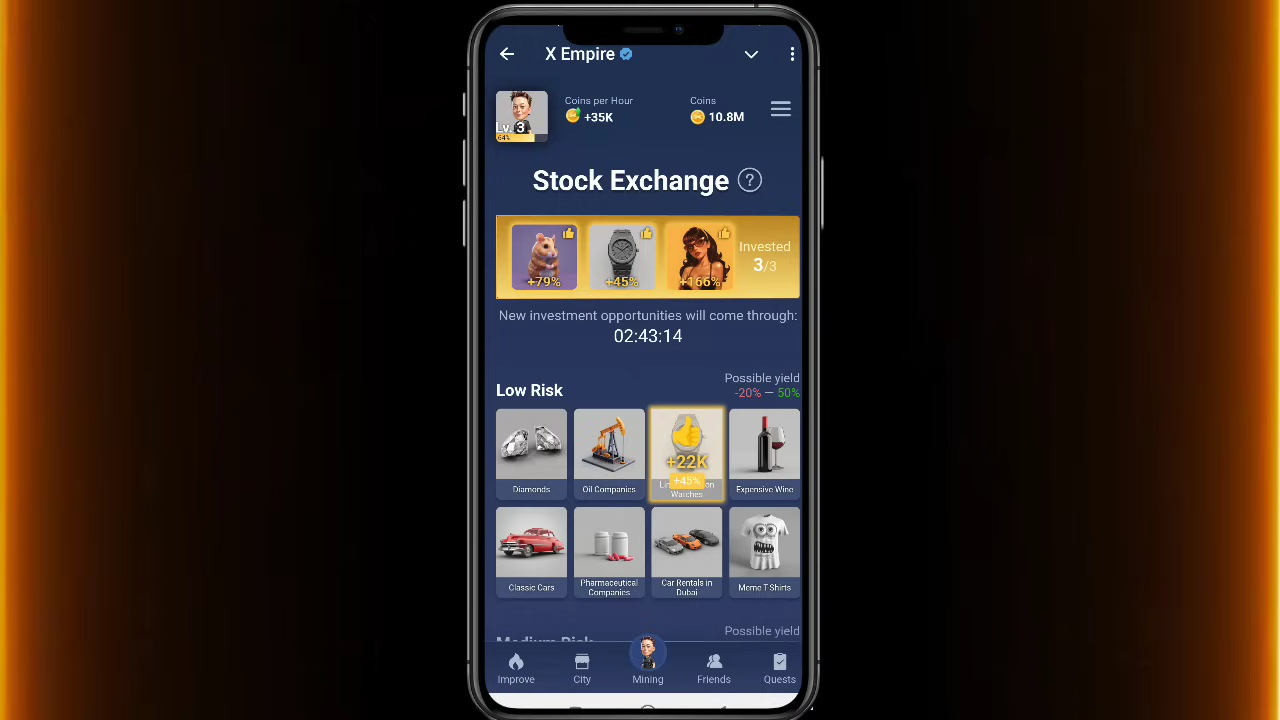 X Empire
Coins per Hour
+35K
Coins
10.8M
Lv. 3
64%
Stock Exchange ?
+79%
+45%
+166%
Invested
3/3
New investment opportunities will come through:
02:43:14
Low Risk
Possible yield
-20% — 50%
+22K
+45%
Diamonds
Oil Companies
Watches
Expensive Wine
Classic Cars
Pharmaceutical
Companies
Car Rentals in
Dubai
Meme T Shirts
Medium Risk
Possible yield
Improve
City
Mining
Friends
Quests